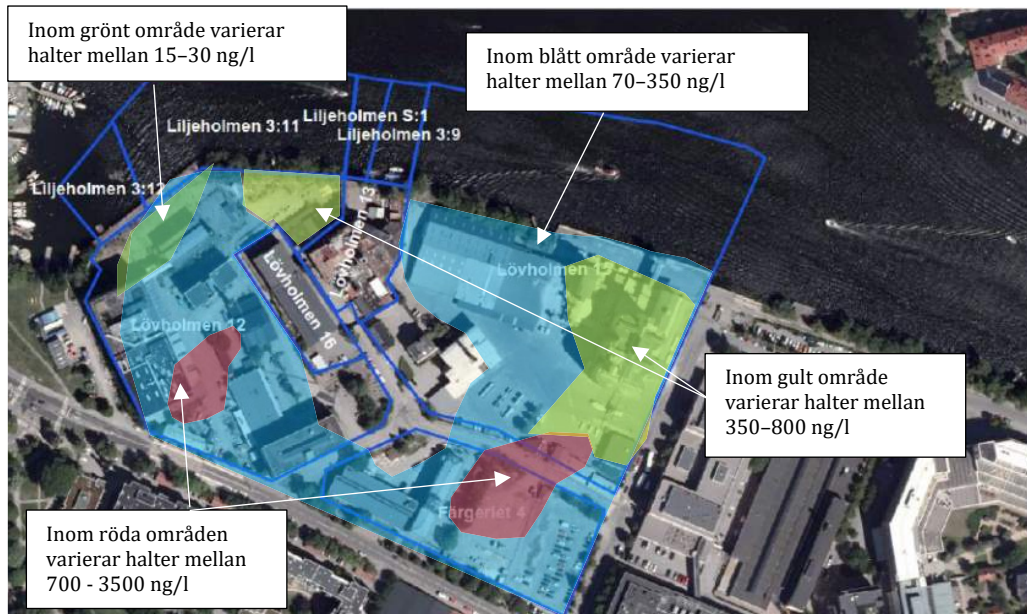 Inom grönt område varierar
halter mellan 15–30 ng/l
Inom blått område varierar
halter mellan 70–350 ng/l
Liljeholmen 3:11
Liljeholmen S:1
Liljeholmen 3:9
Liljeholmen 3:12
Lövholmen 13
Lövholmen 15
Lövholmen 16
Lövholmen 12
Inom gult område
varierar halter mellan
350–800 ng/l
Färgeriet 4
Inom röda områden
varierar halter mellan
700 - 3500 ng/l